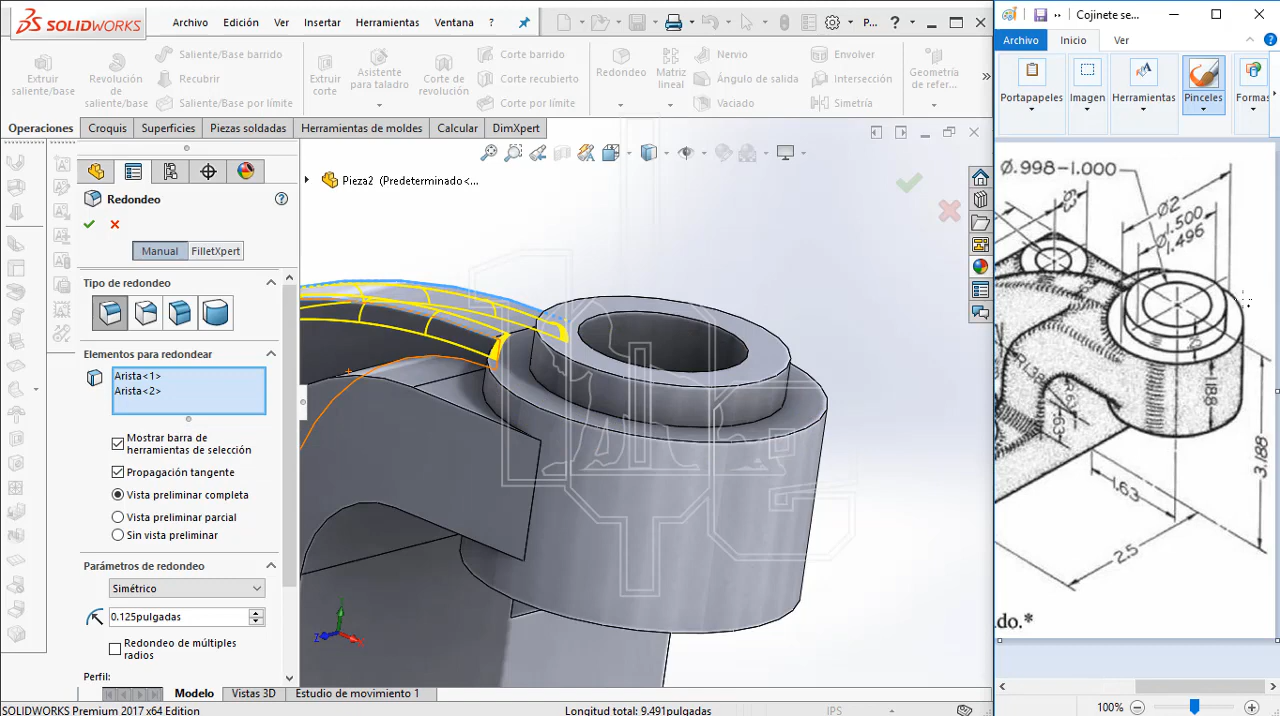 SOLIDWORKS
Archivo
Edición
Ver
Insertar
Herramientas
Ventana
?
P...
?
Extruir
saliente/base
Revolución
de
saliente/base
Saliente/Base barrido
Recubrir
Saliente/Base por límite
Extruir
corte
Asistente
para taladro
Corte de
revolución
Corte barrido
Corte recubierto
Corte por límite
Redondeo
Matriz
lineal
Nervio
Ángulo de salida
Vaciado
Envolver
Intersección
Simetría
Geometría
de refer...
Operaciones
Croquis
Superficies
Piezas soldadas
Herramientas de moldes
Calcular
DimXpert
Pieza2 (Predeterminado<...
Redondeo
Manual
FilletXpert
Tipo de redondeo
Elementos para redondear
Arista<1>
Arista<2>
Mostrar barra de
herramientas de selección
Propagación tangente
Vista preliminar completa
Vista preliminar parcial
Sin vista preliminar
Parámetros de redondeo
Simétrico
0.125pulgadas
Redondeo de múltiples
radios
Perfil:
Z
Modelo
Vistas 3D
Estudio de movimiento 1
SOLIDWORKS Premium 2017 x64 Edition
Longitud total: 9.491pulgadas
IPS
Cojinete se...
Archivo
Inicio
Ver
Portapapeles
Imagen
Herramientas
Pinceles
Formas
Ø.998-1.000
.63
Ø2
Ø1.500
1.496
R1.38
R.63
.63
1.188
3.188
1.63
2.5
do.*
100%